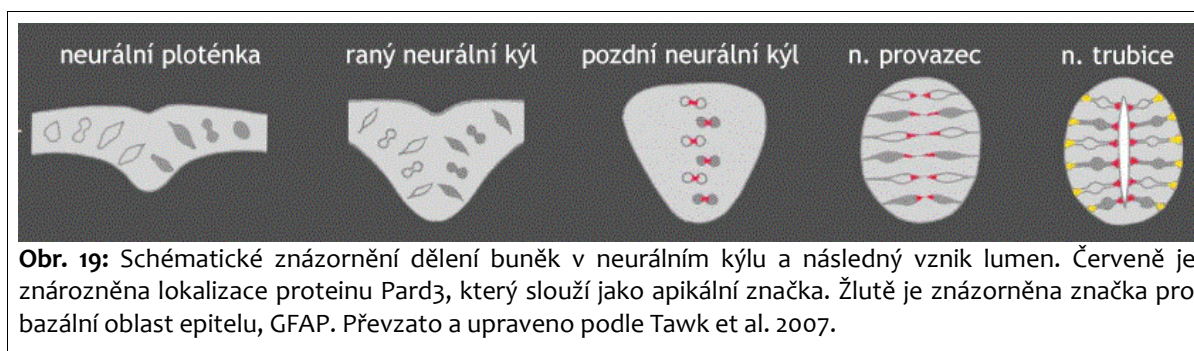 neurální ploténka raný neurální kýl pozdní neurální kýl n. provazec n. trubice
Obr. 19: Schématické znázornění dělení buněk v neurálním kýlu a následný vznik lumen. Červeně je
znározněna lokalizace proteinu Pard3, který slouží jako apikální značka. Žlutě je znázorněna značka pro
bazální oblast epitelu, GFAP. Převzato a upraveno podle Tawk et al. 2007.